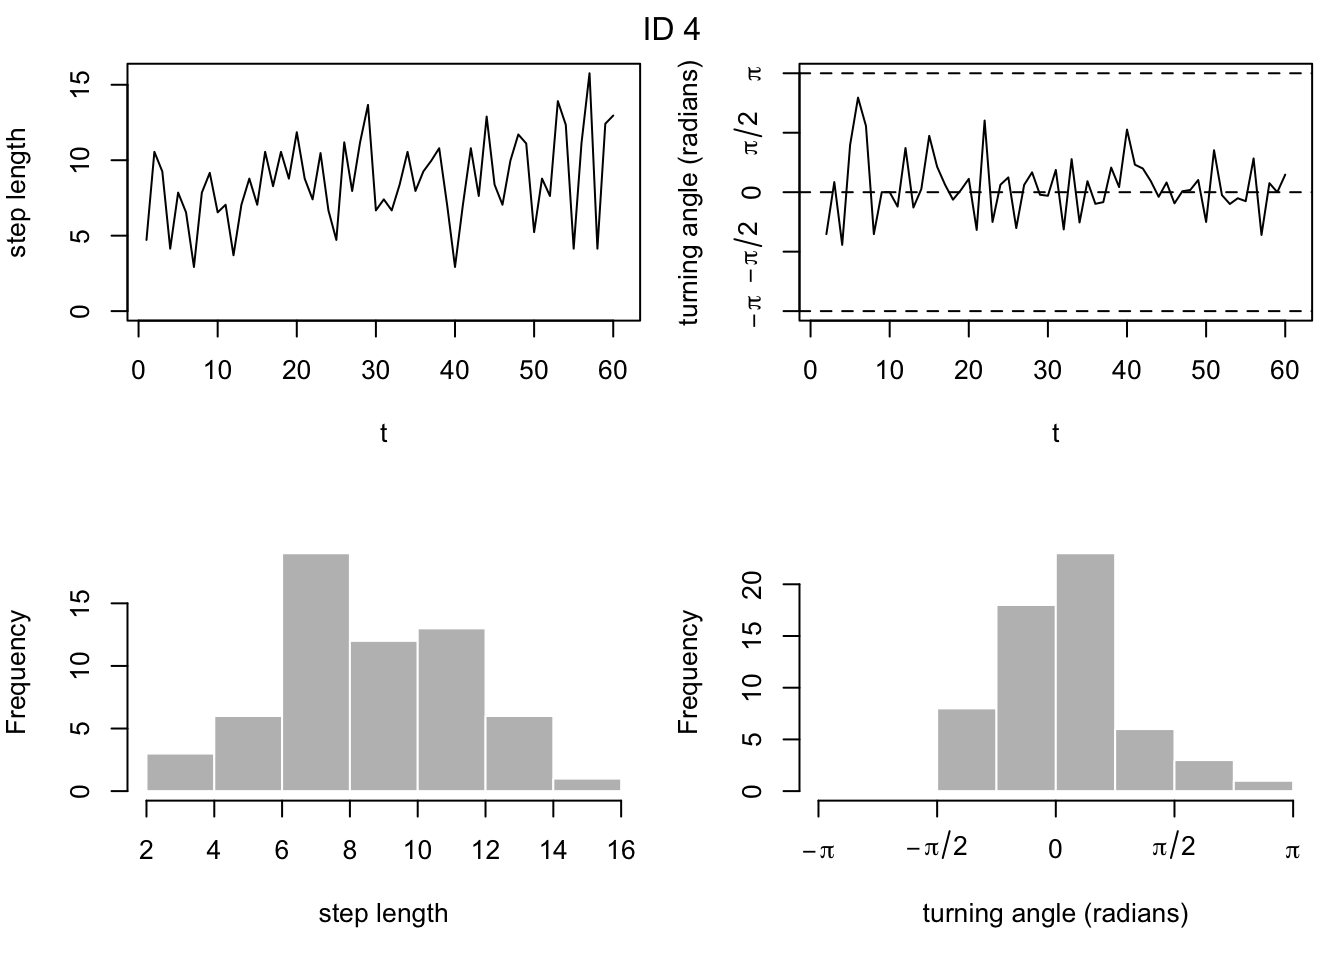 ID 4
step length
0 5 10 15
0 10 20 30 40 50 60
t
turning angle (radians)
−π −π/2 0 π/2 π
0 10 20 30 40 50 60
t
Frequency
0 5 10 15
2 4 6 8 10 12 14 16
step length
Frequency
0 5 10 15 20
−π −π/2 0 π/2 π
turning angle (radians)